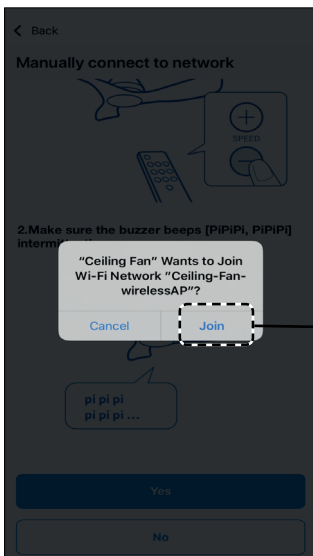 Back
Manually connect to network
SPEED
2.Make sure the buzzer beeps [PiPiPi, PiPiPi]
"Ceiling Fan" Wants to Join
Wi-Fi Network "Ceiling-Fan-
wirelessAP"?
Cancel
Join
pi pi pi
pi pi pi ...
Yes
No